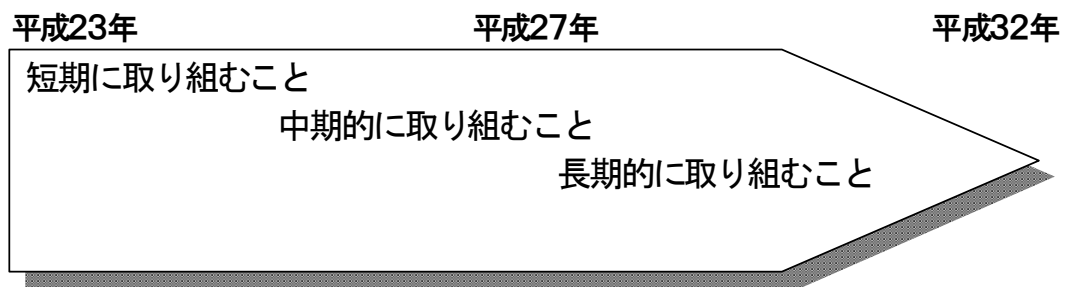 平成23年 平成27年 平成32年
短期に取り組むこと
中期的に取り組むこと
長期的に取り組むこと